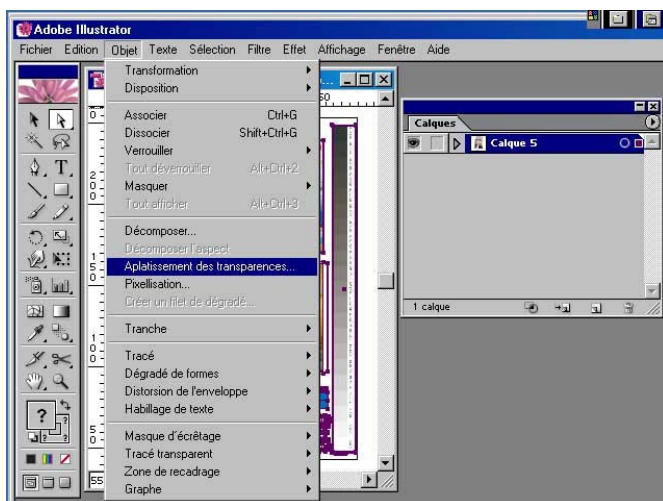 Adobe Illustrator
Fichier Edition Objet Texte Sélection Filtre Effet Affichage Fenêtre Aide
Transformation
Disposition
Associer Ctrl+G
Dissocier Shift+Ctrl+G
Verrouiller
Tout déverrouiller Alt+Ctrl+2
Masquer
Tout afficher Alt+Ctrl+3
Décomposer...
Décomposer l'aspect
Aplatissement des transparences...
Pixellisation...
Créer un filet de dégradé...
Tranche
Tracé
Dégradé de formes
Distorsion de l'enveloppe
Habillage de texte
Masque d'écrêtage
Tracé transparent
Zone de recadrage
Graphe
Calques
Calque 5
1 calque